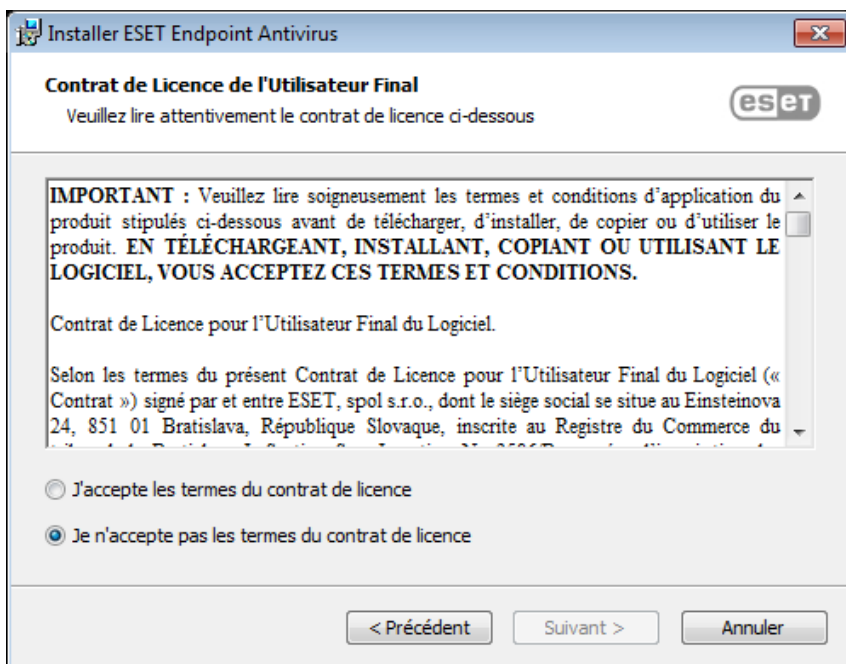 Installer ESET Endpoint Antivirus
Contrat de Licence de l'Utilisateur Final
Veuillez lire attentivement le contrat de licence ci-dessous
eseT
IMPORTANT : Veuillez lire soigneusement les termes et conditions d’application du
produit stipulés ci-dessous avant de télécharger, d’installer, de copier ou d’utiliser le
produit. EN TÉLÉCHARGEANT, INSTALLANT, COPIANT OU UTILISANT LE
LOGICIEL, VOUS ACCEPTEZ CES TERMES ET CONDITIONS.
Contrat de Licence pour l’Utilisateur Final du Logiciel.
Selon les termes du présent Contrat de Licence pour l’Utilisateur Final du Logiciel («
Contrat ») signé par et entre ESET, spol s.r.o., dont le siège social se situe au Einsteinova
24, 851 01 Bratislava, République Slovaque, inscrite au Registre du Commerce du
J'accepte les termes du contrat de licence
Je n'accepte pas les termes du contrat de licence
< Précédent
Suivant >
Annuler